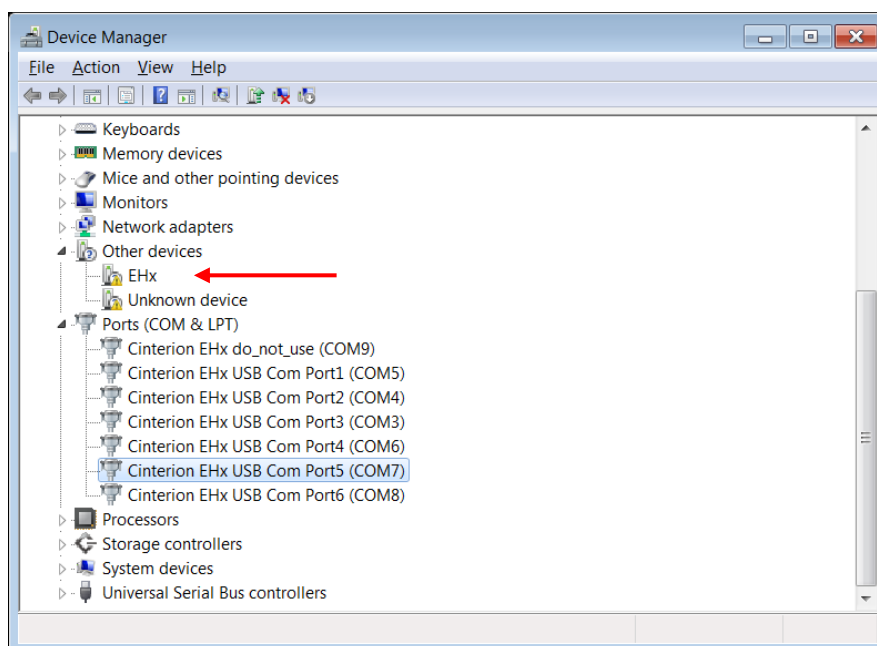 Device Manager
File Action View Help
Keyboards
Memory devices
Mice and other pointing devices
Monitors
Network adapters
Other devices
EHx
Unknown device
Ports (COM & LPT)
Cinterion EHx do_not_use (COM9)
Cinterion EHx USB Com Port1 (COM5)
Cinterion EHx USB Com Port2 (COM4)
Cinterion EHx USB Com Port3 (COM3)
Cinterion EHx USB Com Port4 (COM6)
Cinterion EHx USB Com Port5 (COM7)
Cinterion EHx USB Com Port6 (COM8)
Processors
Storage controllers
System devices
Universal Serial Bus controllers